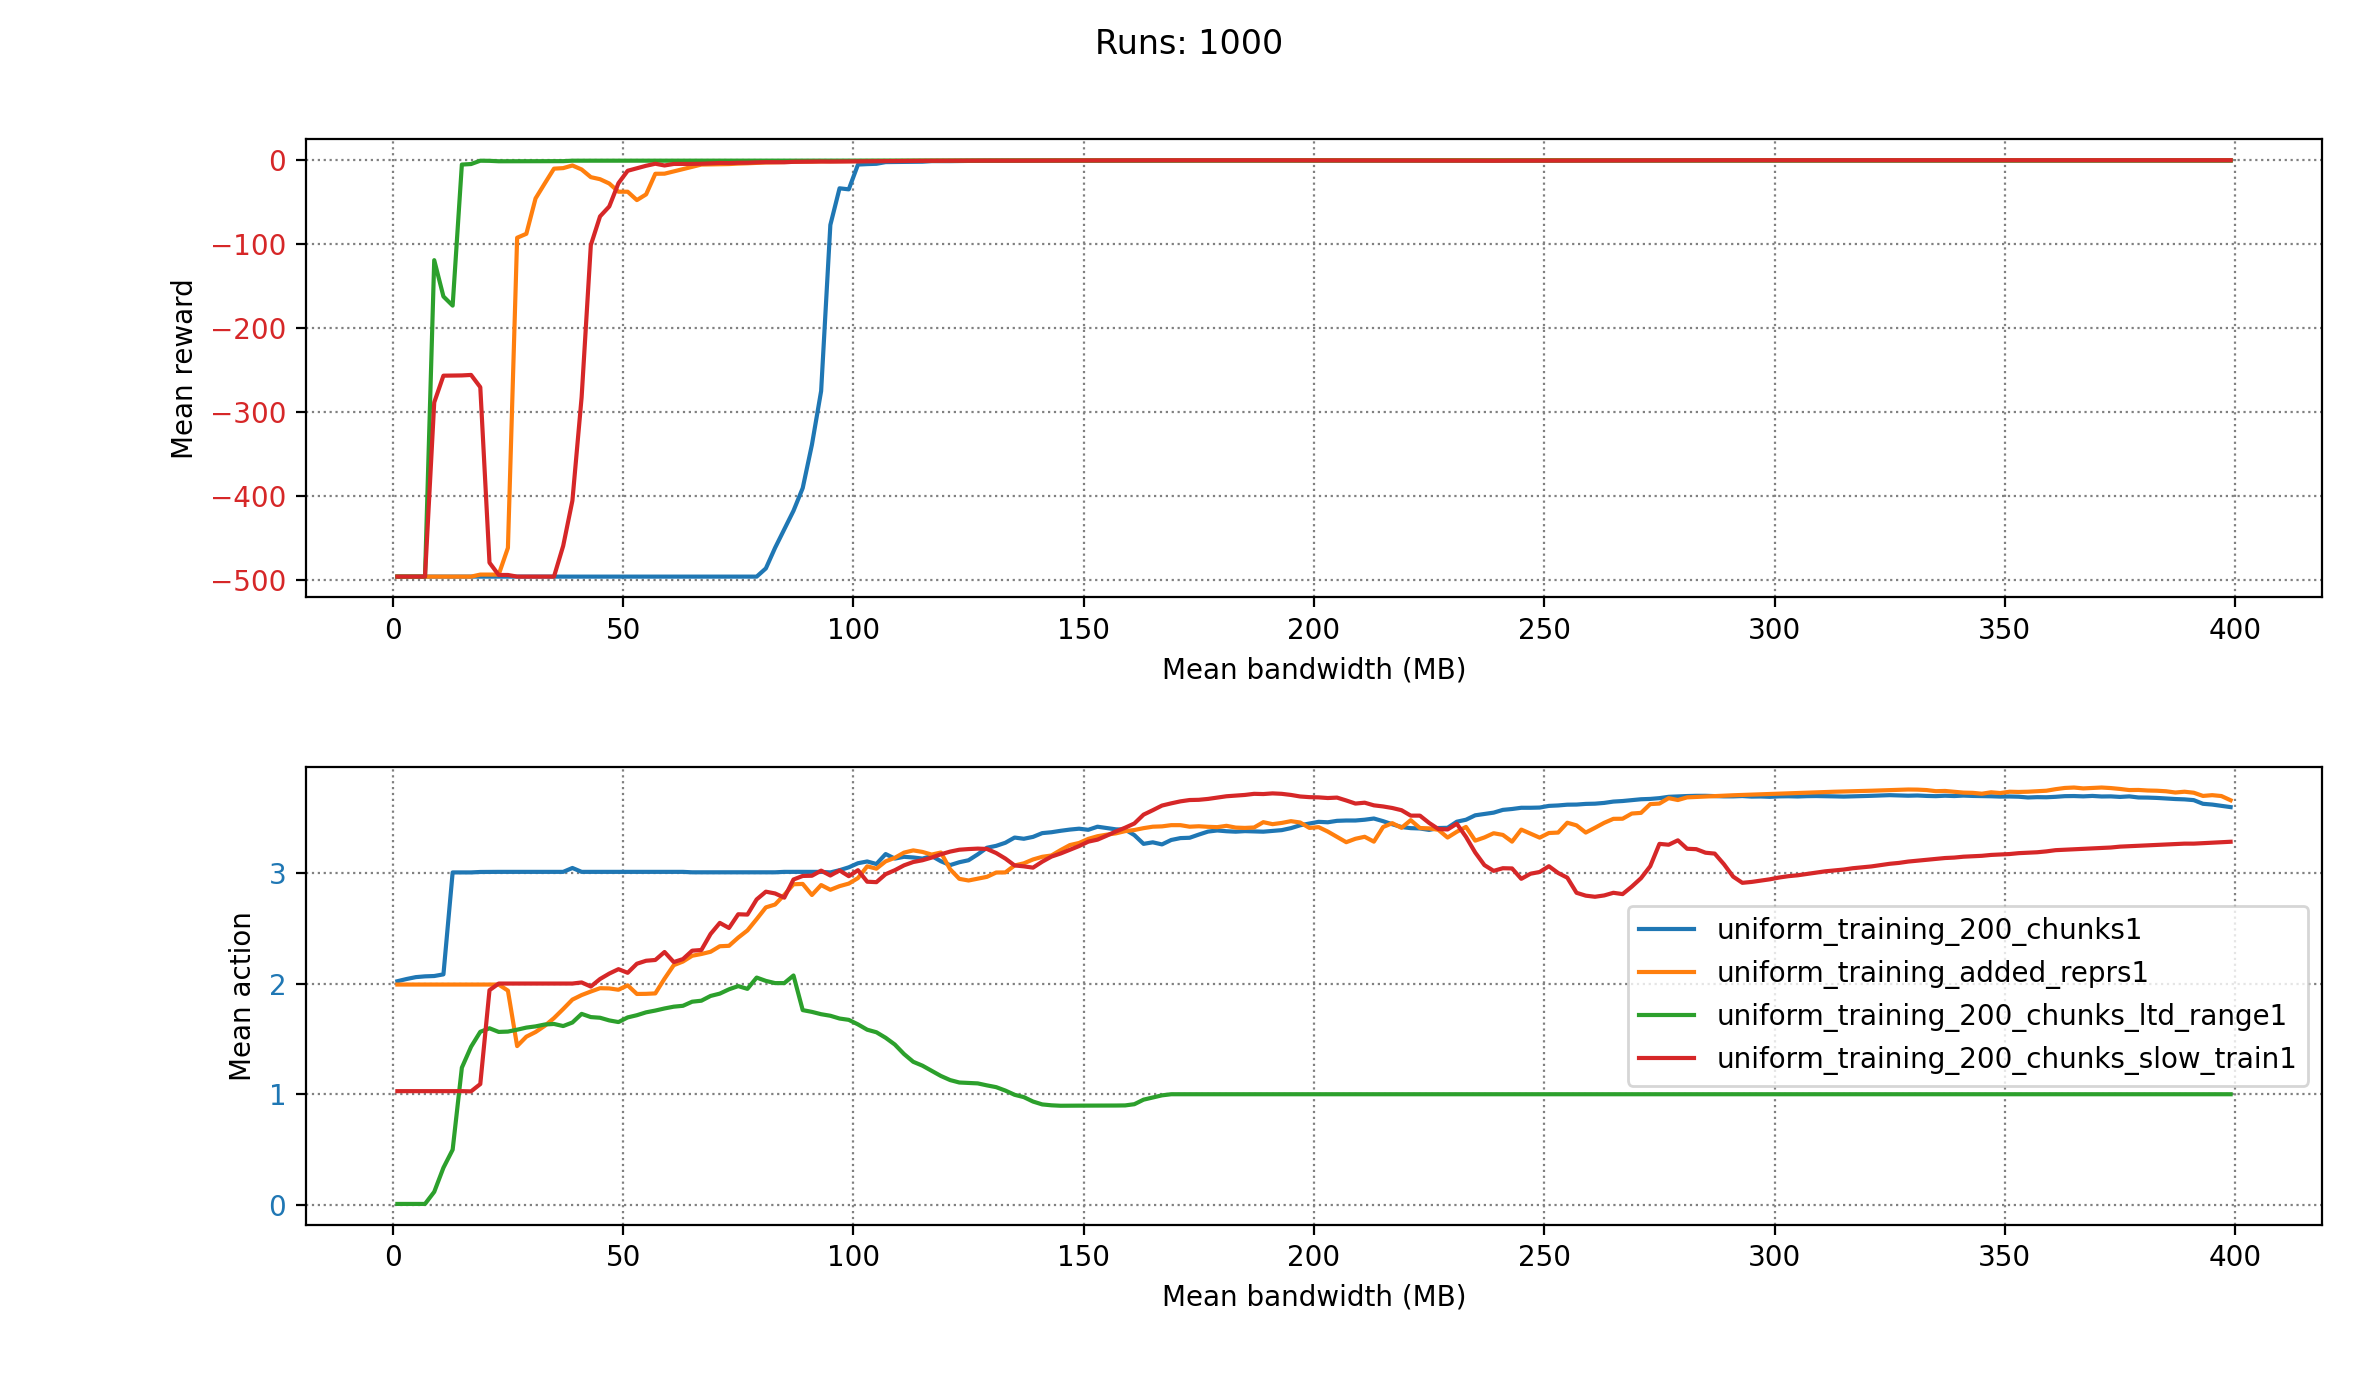 Runs: 1000
0
−100
−200
−300
−400
−500
Mean reward
0 50 100 150 200 250 300 350 400
Mean bandwidth (MB)
3
2
1
0
Mean action
uniform_training_200_chunks1
uniform_training_added_reprs1
uniform_training_200_chunks_ltd_range1
uniform_training_200_chunks_slow_train1
0 50 100 150 200 250 300 350 400
Mean bandwidth (MB)